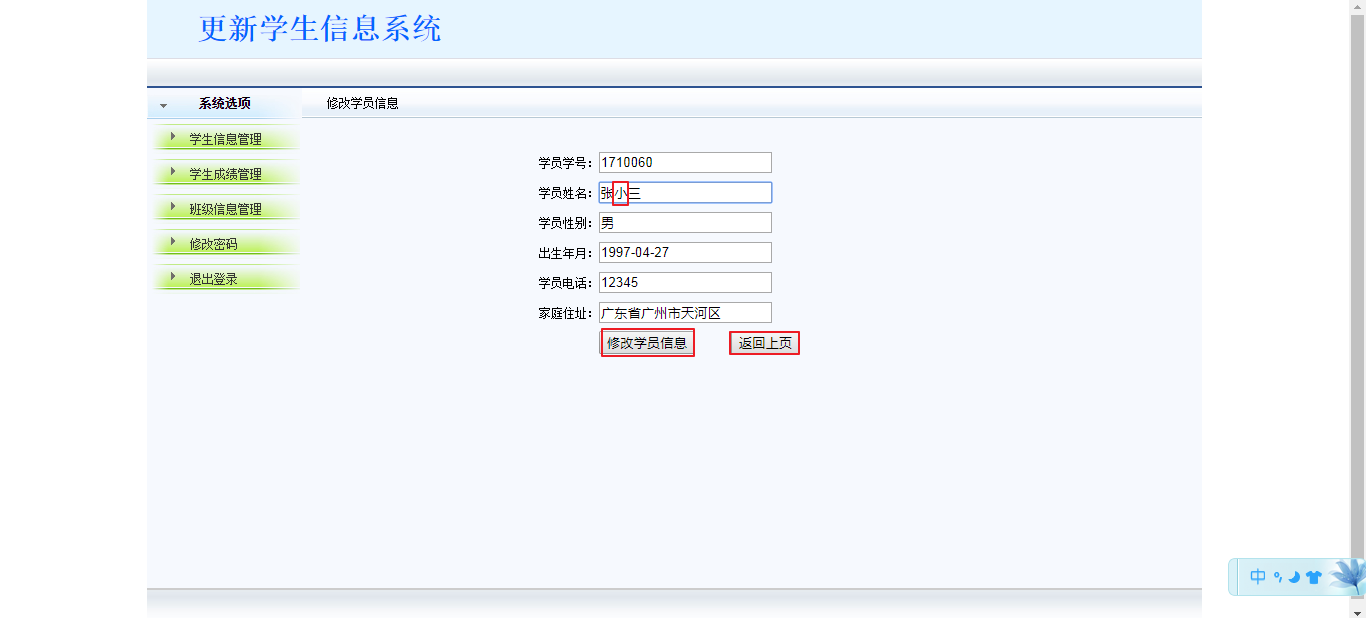 更新学生信息系统
系统选项
修改学员信息
学生信息管理
学生成绩管理
班级信息管理
修改密码
退出登录
学员学号： 1710060
学员姓名： 张小三
学员性别： 男
出生年月： 1997-04-27
学员电话： 12345
家庭住址： 广东省广州市天河区
修改学员信息 返回上页
中